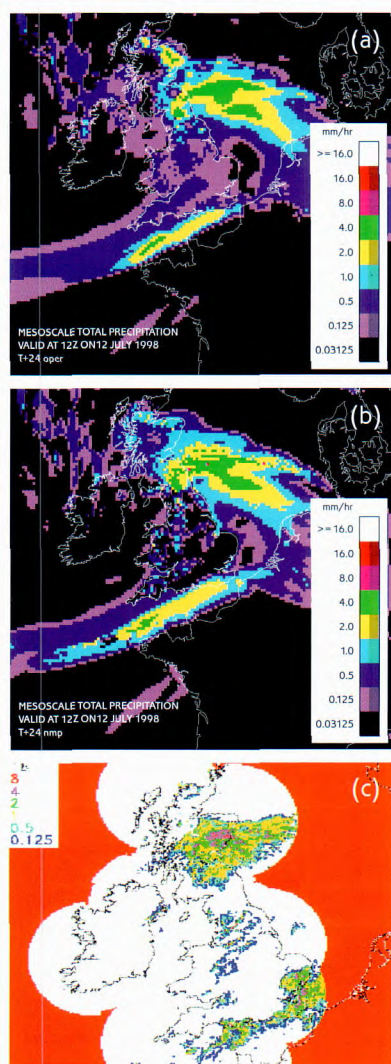 (a)
mm/hr
>= 16.0
16.0
8.0
4.0
2.0
1.0
0.5
0.125
0.03125
MESOSCALE TOTAL PRECIPITATION
VALID AT 12Z ON12 JULY 1998
T+24 oper
(b)
mm/hr
>= 16.0
16.0
8.0
4.0
2.0
1.0
0.5
0.125
0.03125
MESOSCALE TOTAL PRECIPITATION
VALID AT 12Z ON12 JULY 1998
T+24 nmp
(c)
8
4
2
0.5
0.125